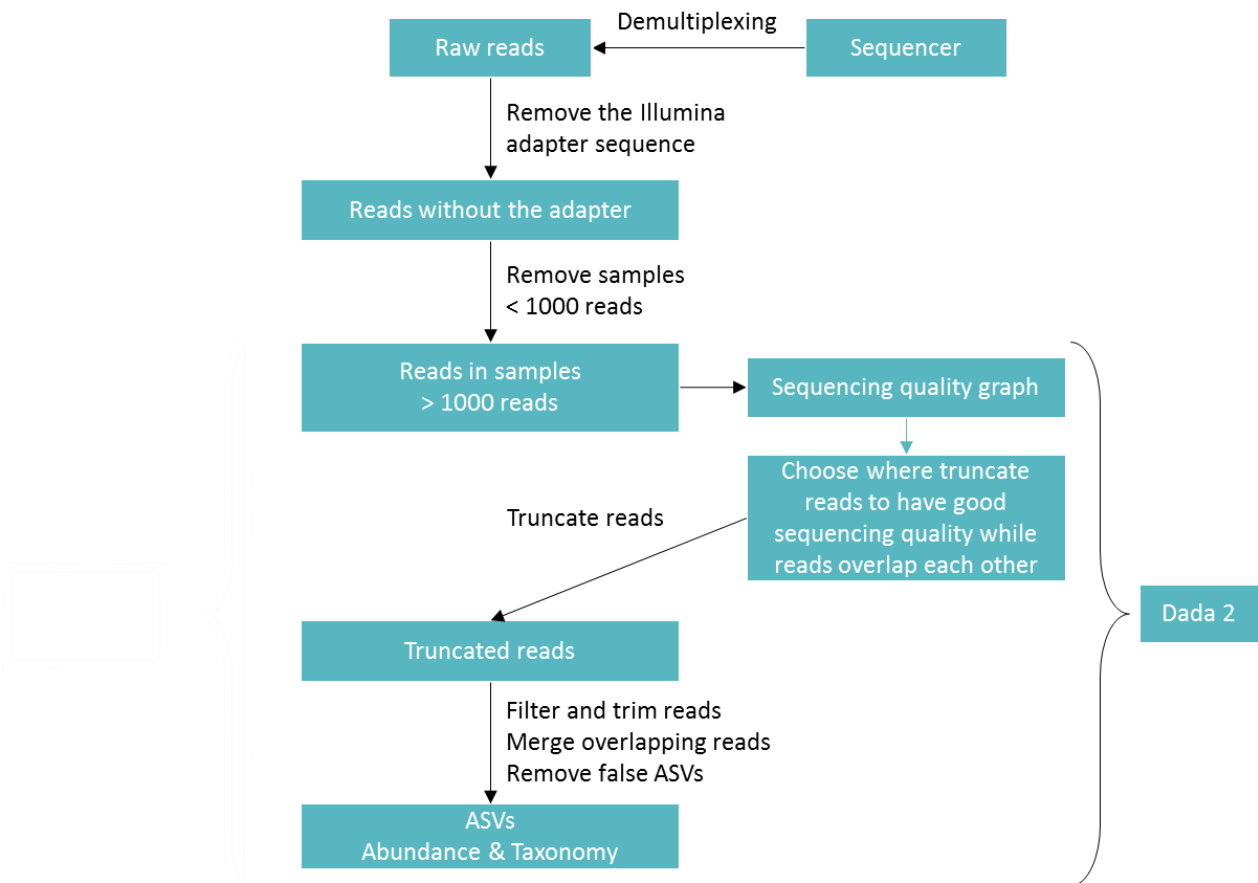 Demultiplexing
Raw reads
Sequencer
Remove the Illumina
adapter sequence
Reads without the adapter
Remove samples
< 1000 reads
Reads in samples
> 1000 reads
Sequencing quality graph
Choose where truncate
reads to have good
sequencing quality while
reads overlap each other
Truncate reads
Dada 2
Truncated reads
Filter and trim reads
Merge overlapping reads
Remove false ASVs
ASVs
Abundance & Taxonomy